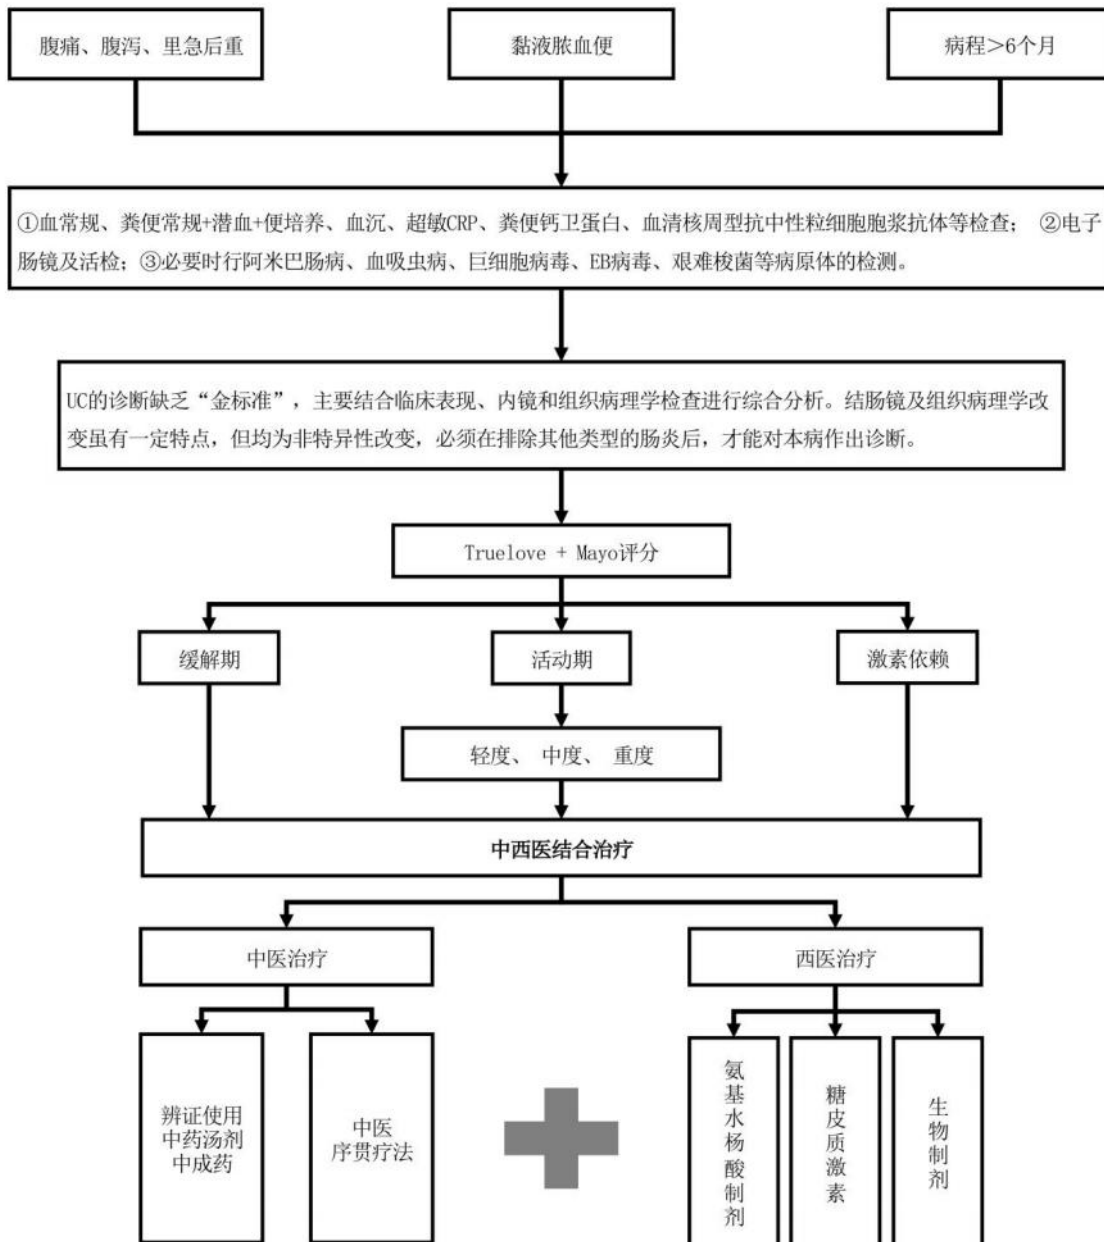 腹痛、腹泻、里急后重
黏液脓血便
病程>6个月
①血常规、粪便常规+潜血+便培养、血沉、超敏CRP、粪便钙卫蛋白、血清核周型抗中性粒细胞胞浆抗体等检查； ②电子
肠镜及活检；③必要时行阿米巴肠病、血吸虫病、巨细胞病毒、EB病毒、艰难梭菌等病原体的检测。
UC的诊断缺乏“金标准”，主要结合临床表现、内镜和组织病理学检查进行综合分析。结肠镜及组织病理学改
变虽有一定特点，但均为非特异性改变，必须在排除其他类型的肠炎后，才能对本病作出诊断。
Truelove + Mayo评分
缓解期
活动期
激素依赖
轻度、 中度、 重度
中西医结合治疗
中医治疗
西医治疗
辨证使用
中药汤剂
中成药
中医
序贯疗法
氨基水杨酸制剂
糖皮质激素
生物制剂